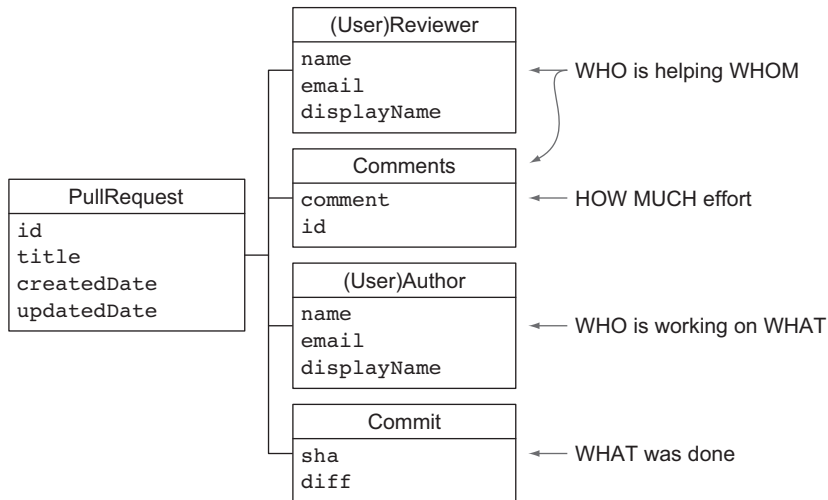 (User)Reviewer
name
email
displayName
WHO is helping WHOM
Comments
comment
id
HOW MUCH effort
PullRequest
id
title
createdDate
updatedDate
(User)Author
name
email
displayName
WHO is working on WHAT
Commit
sha
diff
WHAT was done